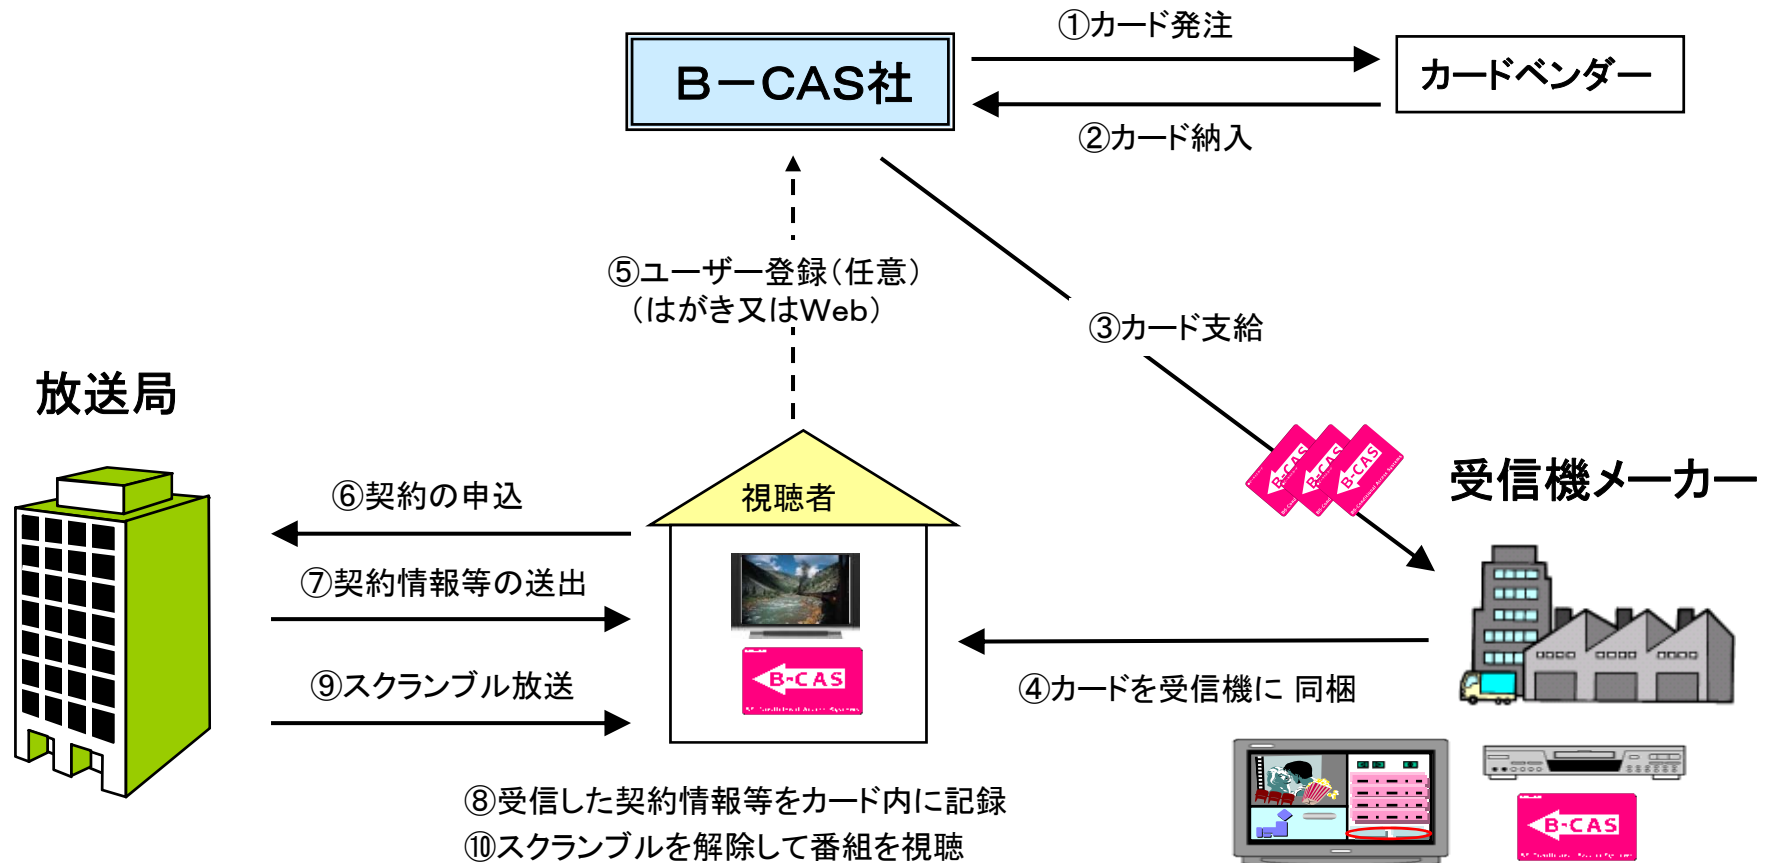 ①カード発注
B－CAS社
カードベンダー
②カード納入
⑤ユーザー登録（任意）
（はがき又はWeb）
③カード支給
放送局
B-CAS
B-CAS
B-CAS
受信機メーカー
⑥契約の申込
視聴者
⑦契約情報等の送出
B-CAS
⑨スクランブル放送
④カードを受信機に 同梱
⑧受信した契約情報等をカード内に記録
⑩スクランブルを解除して番組を視聴
B-CAS